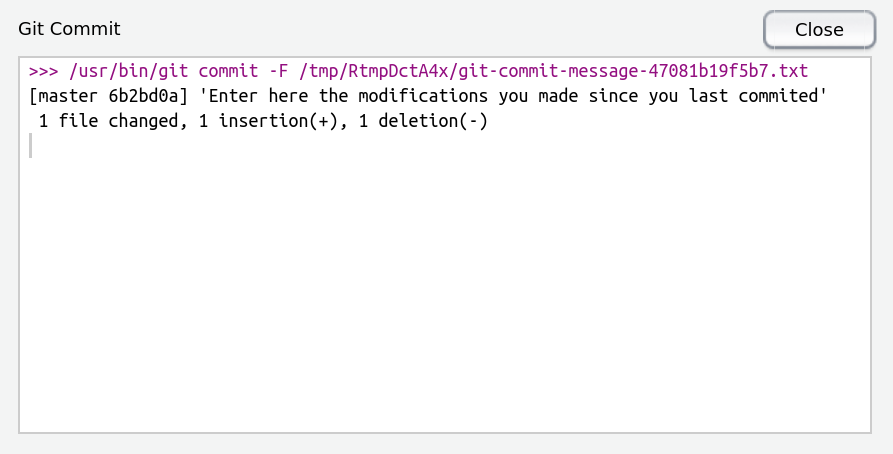 Git Commit
Close
>>> /usr/bin/git commit -F /tmp/RtmpDctA4x/git-commit-message-47081b19f5b7.txt
[master 6b2bd0a] 'Enter here the modifications you made since you last commited'
 1 file changed, 1 insertion(+), 1 deletion(-)